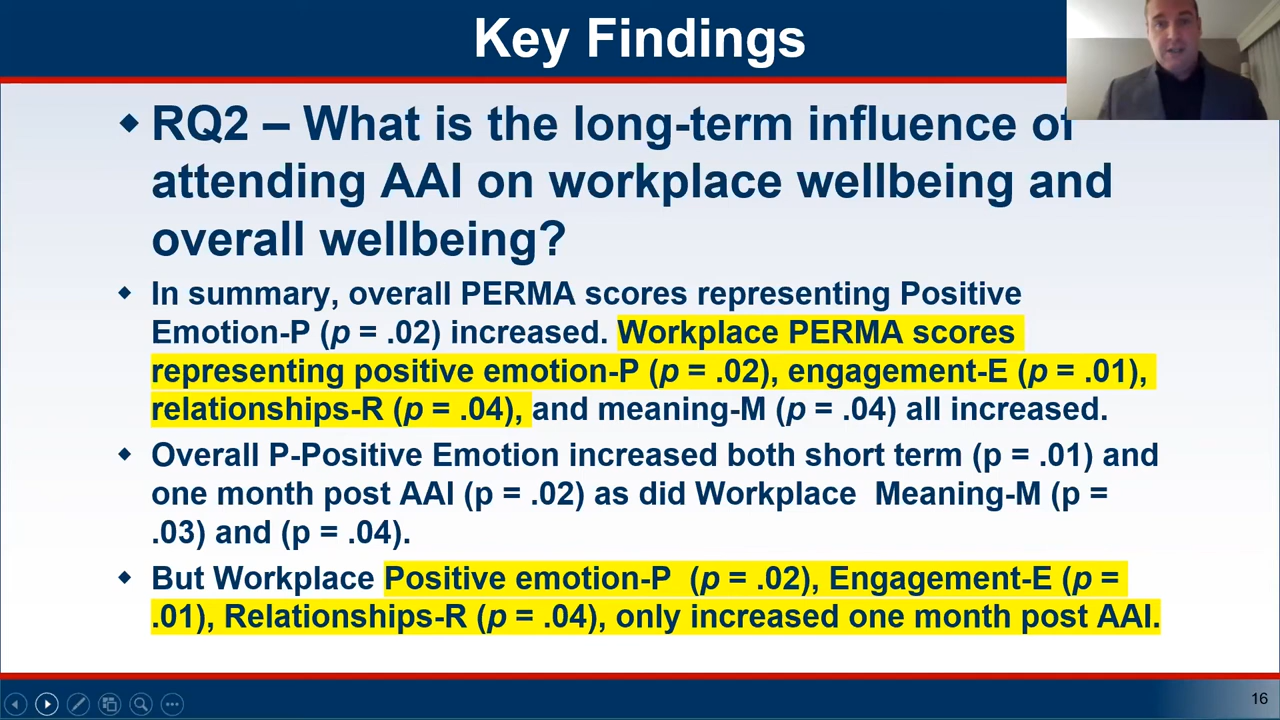 Key Findings
RQ2 – What is the long-term influence of
attending AAI on workplace wellbeing and
overall wellbeing?
In summary, overall PERMA scores representing Positive
Emotion-P (p = .02) increased. Workplace PERMA scores
representing positive emotion-P (p = .02), engagement-E (p = .01),
relationships-R (p = .04), and meaning-M (p = .04) all increased.
Overall P-Positive Emotion increased both short term (p = .01) and
one month post AAI (p = .02) as did Workplace  Meaning-M (p =
.03) and (p = .04).
But Workplace Positive emotion-P  (p = .02), Engagement-E (p =
.01), Relationships-R (p = .04), only increased one month post AAI.
16